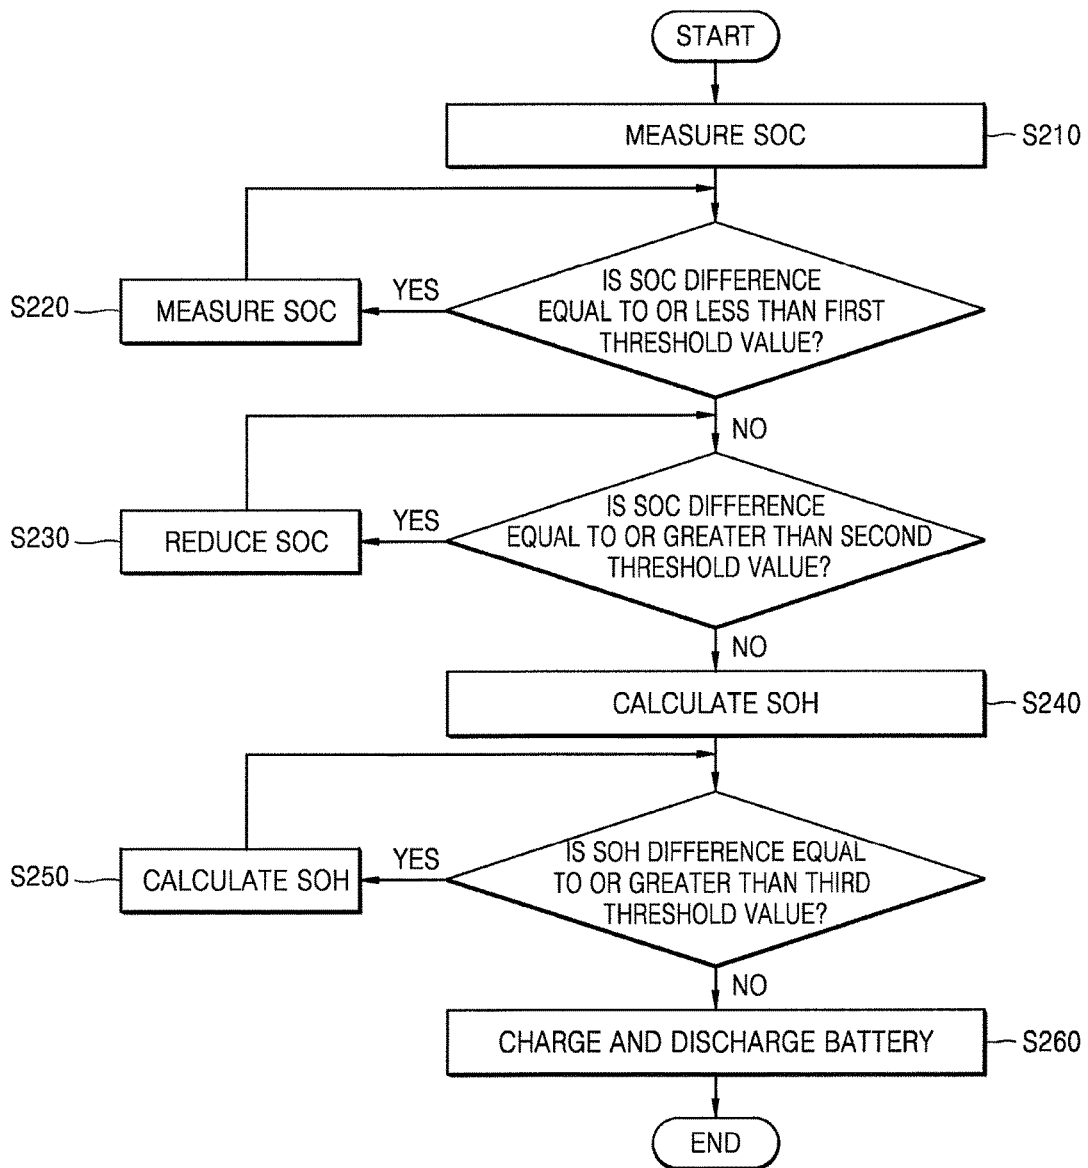 START
MEASURE SOC
S210
IS SOC DIFFERENCE
EQUAL TO OR LESS THAN FIRST
THRESHOLD VALUE?
YES
S220
MEASURE SOC
NO
IS SOC DIFFERENCE
EQUAL TO OR GREATER THAN SECOND
THRESHOLD VALUE?
YES
S230
REDUCE SOC
NO
CALCULATE SOH
S240
IS SOH DIFFERENCE EQUAL
TO OR GREATER THAN THIRD
THRESHOLD VALUE?
YES
S250
CALCULATE SOH
NO
CHARGE AND DISCHARGE BATTERY
S260
END